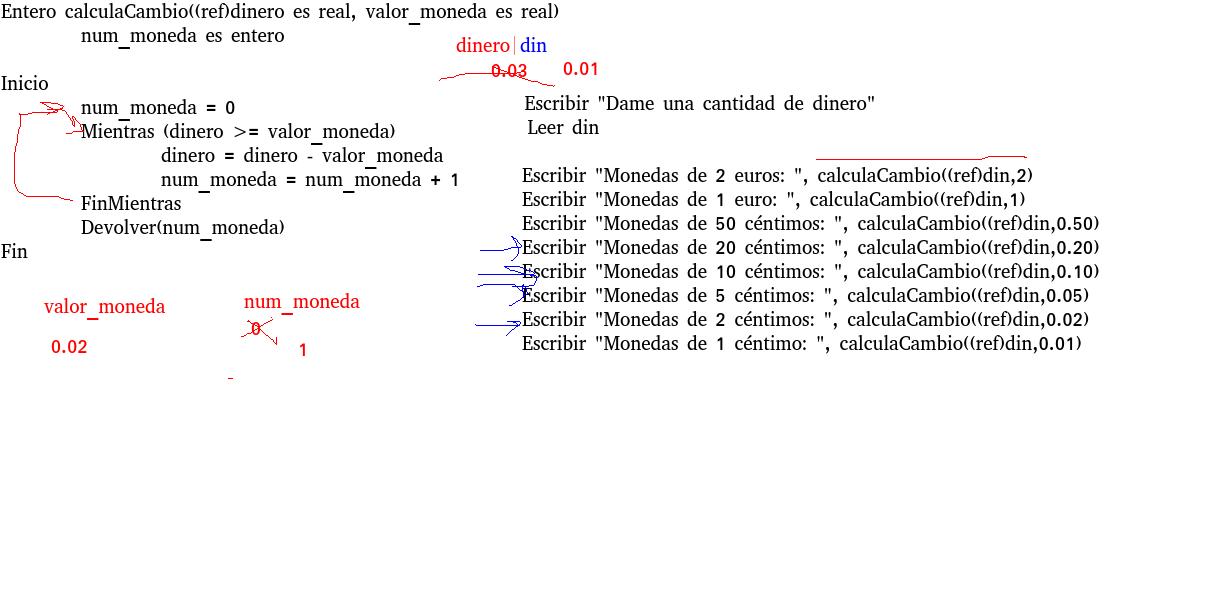 Entero calculaCambio((ref)dinero es real, valor_moneda es real)
num_moneda es entero
Inicio
num_moneda = 0
Mientras (dinero >= valor_moneda)
dinero = dinero - valor_moneda
num_moneda = num_moneda + 1
FinMientras
Devolver(num_moneda)
Fin
valor_moneda
0.02
num_moneda
0
1
dinero|din
0.03 0.01
Escribir "Dame una cantidad de dinero"
Leer din
Escribir "Monedas de 2 euros: ", calculaCambio((ref)din,2)
Escribir "Monedas de 1 euro: ", calculaCambio((ref)din,1)
Escribir "Monedas de 50 céntimos: ", calculaCambio((ref)din,0.50)
Escribir "Monedas de 20 céntimos: ", calculaCambio((ref)din,0.20)
Escribir "Monedas de 10 céntimos: ", calculaCambio((ref)din,0.10)
Escribir "Monedas de 5 céntimos: ", calculaCambio((ref)din,0.05)
Escribir "Monedas de 2 céntimos: ", calculaCambio((ref)din,0.02)
Escribir "Monedas de 1 céntimo: ", calculaCambio((ref)din,0.01)